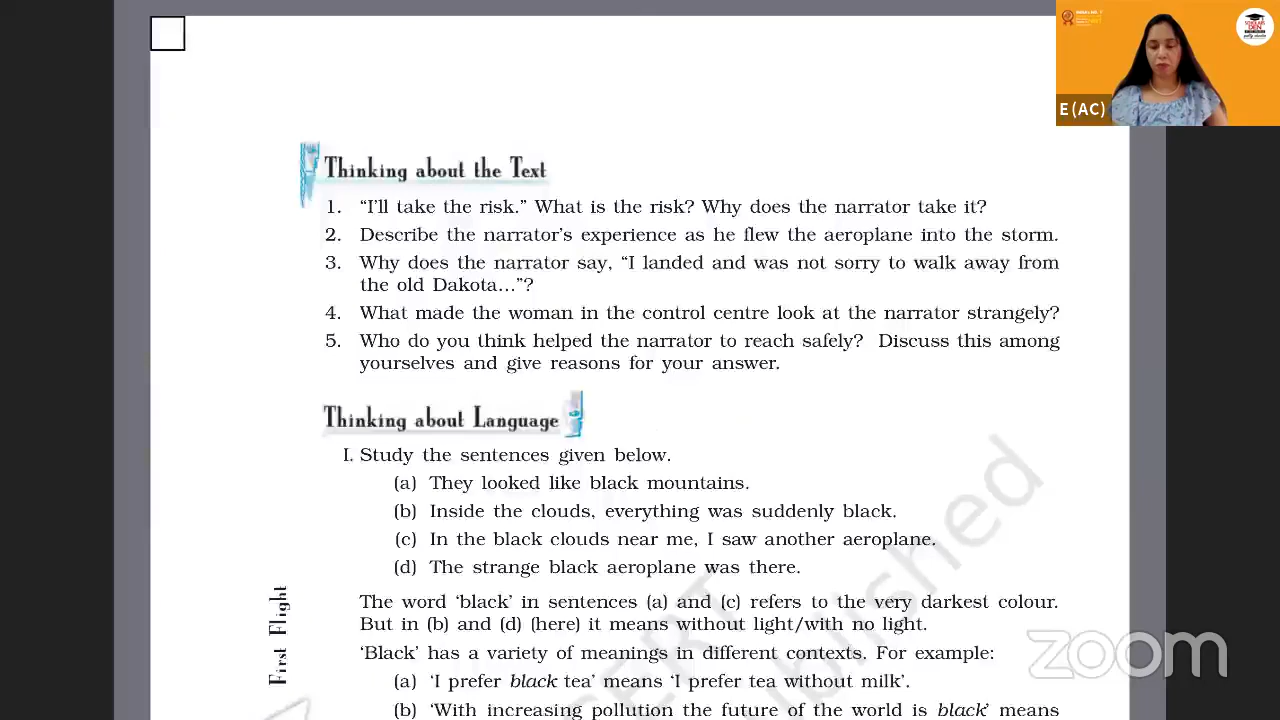 E (AC)
Thinking about the Text
1. “I’ll take the risk.” What is the risk? Why does the narrator take it?
2. Describe the narrator’s experience as he flew the aeroplane into the storm.
3. Why does the narrator say, “I landed and was not sorry to walk away from
the old Dakota…”?
4. What made the woman in the control centre look at the narrator strangely?
5. Who do you think helped the narrator to reach safely? Discuss this among
yourselves and give reasons for your answer.
Thinking about Language
I. Study the sentences given below.
(a) They looked like black mountains.
(b) Inside the clouds, everything was suddenly black.
(c) In the black clouds near me, I saw another aeroplane.
(d) The strange black aeroplane was there.
The word ‘black’ in sentences (a) and (c) refers to the very darkest colour.
But in (b) and (d) (here) it means without light/with no light.
‘Black’ has a variety of meanings in different contexts. For example:
(a) ‘I prefer black tea’ means ‘I prefer tea without milk’.
(b) ‘With increasing pollution the future of the world is black’ means
First Flight
zoom